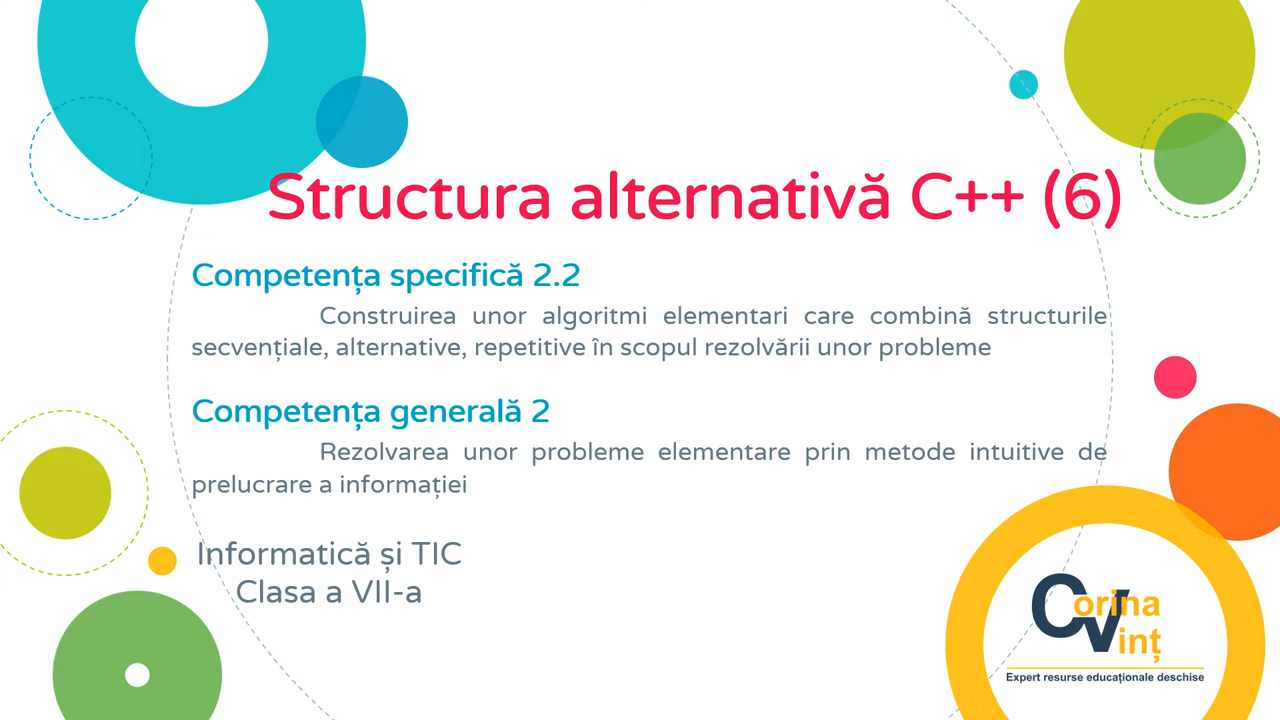 Structura alternativă C++ (6)
Competența specifică 2.2
Construirea unor algoritmi elementari care combină structurile
secvențiale, alternative, repetitive în scopul rezolvării unor probleme
Competența generală 2
Rezolvarea unor probleme elementare prin metode intuitive de
prelucrare a informației
Informatică și TIC
Clasa a VII-a
Corina
Vinț
Expert resurse educaționale deschise